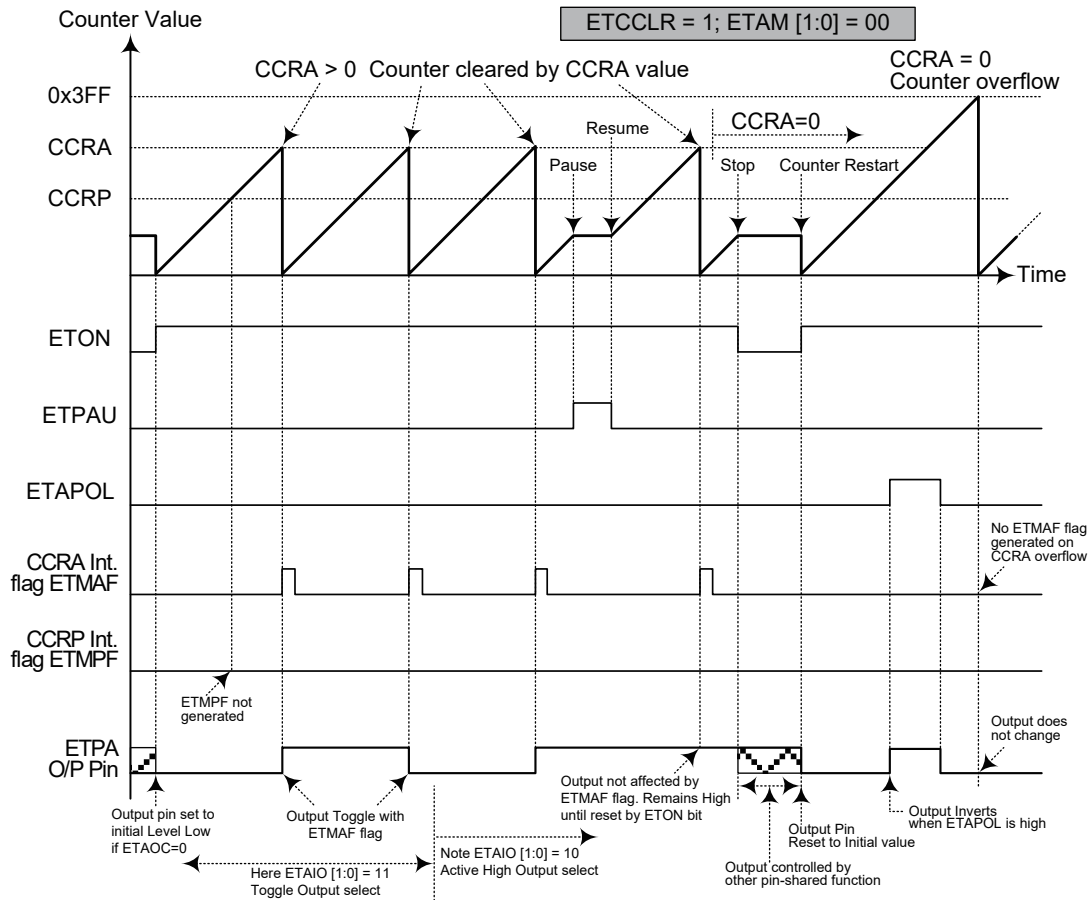 Counter Value
ETCCLR = 1; ETAM [1:0] = 00
CCRA > 0 Counter cleared by CCRA value
CCRA = 0
Counter overflow
0x3FF
CCRA=0
Resume
CCRA
Pause
Stop
Counter Restart
CCRP
Time
ETON
ETPAU
ETAPOL
No ETMAF flag
generated on
CCRA overflow
CCRA Int.
flag ETMAF
CCRP Int.
flag ETMPF
ETMPF not
generated
Output does
not change
ETPA
O/P Pin
Output pin set to
initial Level Low
if ETAOC=0
Output Toggle with
ETMAF flag
Output not affected by
ETMAF flag. Remains High
until reset by ETON bit
Output Inverts
when ETAPOL is high
Output Pin
Reset to Initial value
Here ETAIO [1:0] = 11
Toggle Output select
Note ETAIO [1:0] = 10
Active High Output select
Output controlled by
other pin-shared function